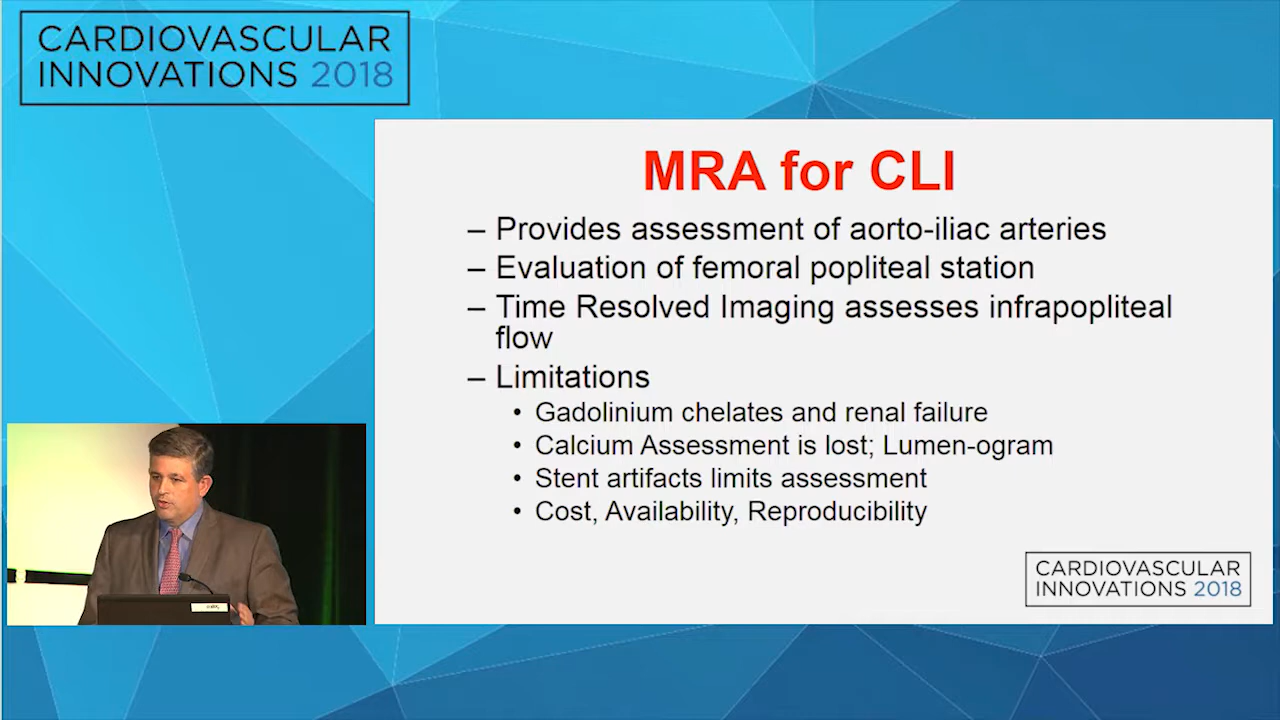 CARDIOVASCULAR
INNOVATIONS 2018
MRA for CLI
– Provides assessment of aorto-iliac arteries
– Evaluation of femoral popliteal station
– Time Resolved Imaging assesses infrapopliteal
flow
– Limitations
• Gadolinium chelates and renal failure
• Calcium Assessment is lost; Lumen-ogram
• Stent artifacts limits assessment
• Cost, Availability, Reproducibility
CARDIOVASCULAR
INNOVATIONS 2018